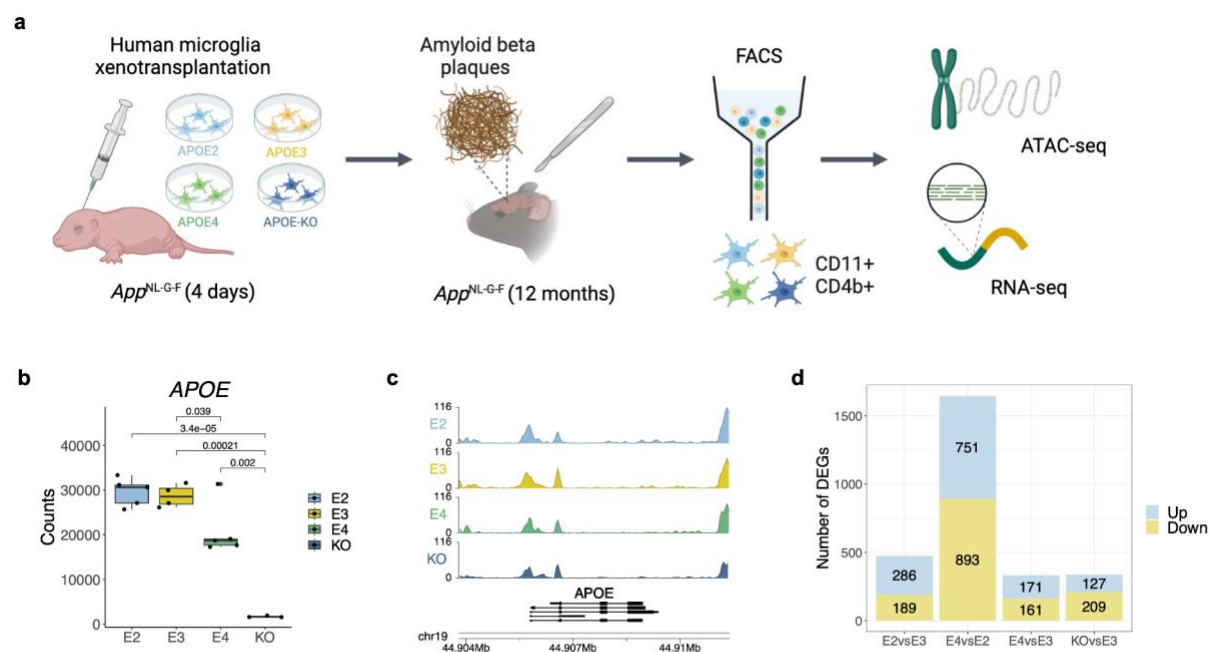 a
Human microglia
xenotransplantation
APOE2
APOE3
APOE4
APOE-KO
App^NL-G-F (4 days)
Amyloid beta
plaques
App^NL-G-F (12 months)
FACS
CD11+
CD4b+
ATAC-seq
RNA-seq
b
APOE
0.039
3.4e-05
0.00021
0.002
Counts
40000
30000
20000
10000
0
E2
E3
E4
KO
E2
E3
E4
KO
c
116
E2
0
116
E3
0
116
E4
0
116
KO
0
APOE
chr19
44.904Mb
44.907Mb
44.91Mb
d
Number of DEGs
1500
1000
500
0
286
189
751
893
171
161
127
209
E2vsE3
E4vsE2
E4vsE3
KOvsE3
Up
Down